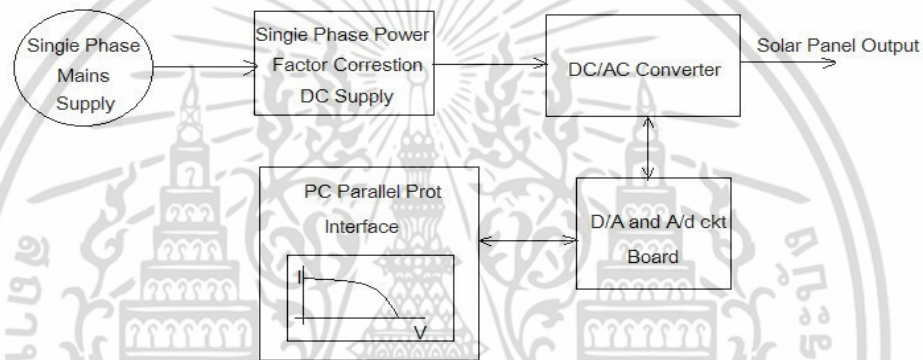 Singie Phase
Mains
Supply
Singie Phase Power
Factor Correstion
DC Supply
DC/AC Converter
Solar Panel Output
PC Parallel Prot
Interface
I
V
D/A and A/d ckt
Board